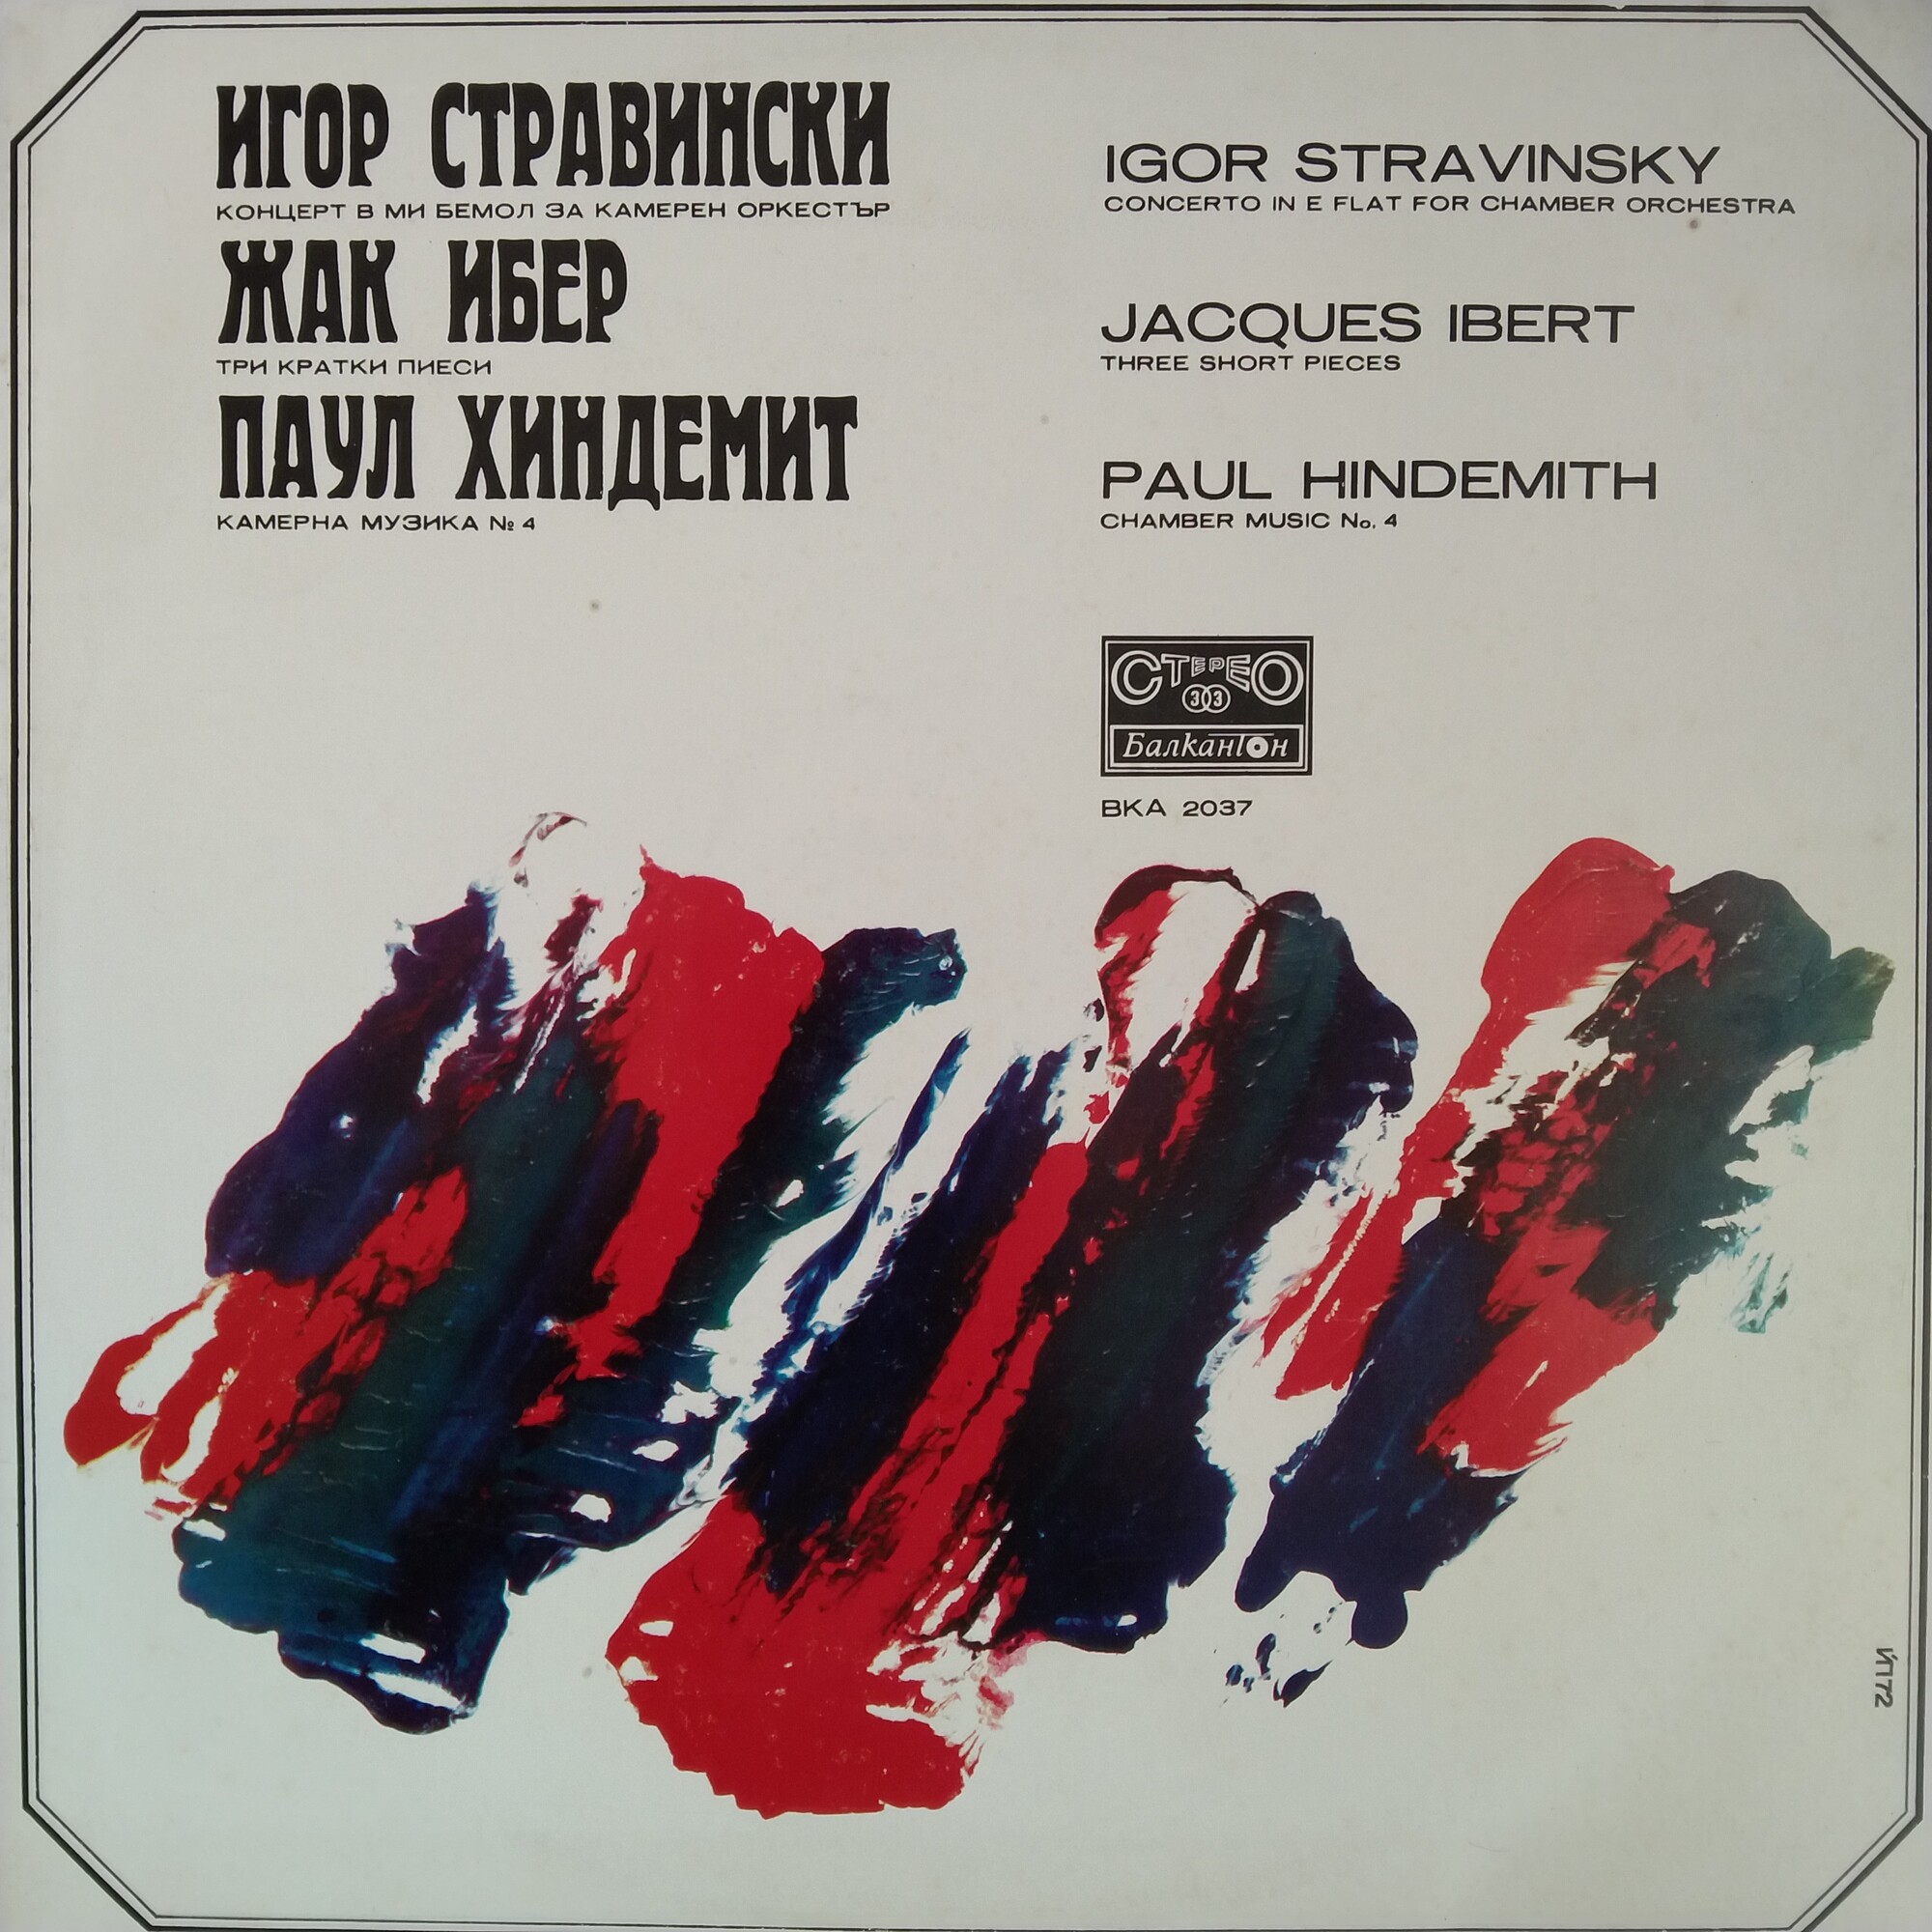 ИГОР СТРАВИНСКИ
КОНЦЕРТ В МИ БЕМОЛ ЗА КАМЕРЕН ОРКЕСТЪР
ЖАК ИБЕР
ТРИ КРАТКИ ПИЕСИ
ПАУЛ ХИНДЕМИТ
КАМЕРНА МУЗИКА № 4
IGOR STRAVINSKY
CONCERTO IN E FLAT FOR CHAMBER ORCHESTRA
JACQUES IBERT
THREE SHORT PIECES
PAUL HINDEMITH
CHAMBER MUSIC No. 4
СТЕРЕО
33
Балкантон
ВКА 2037
ИП72